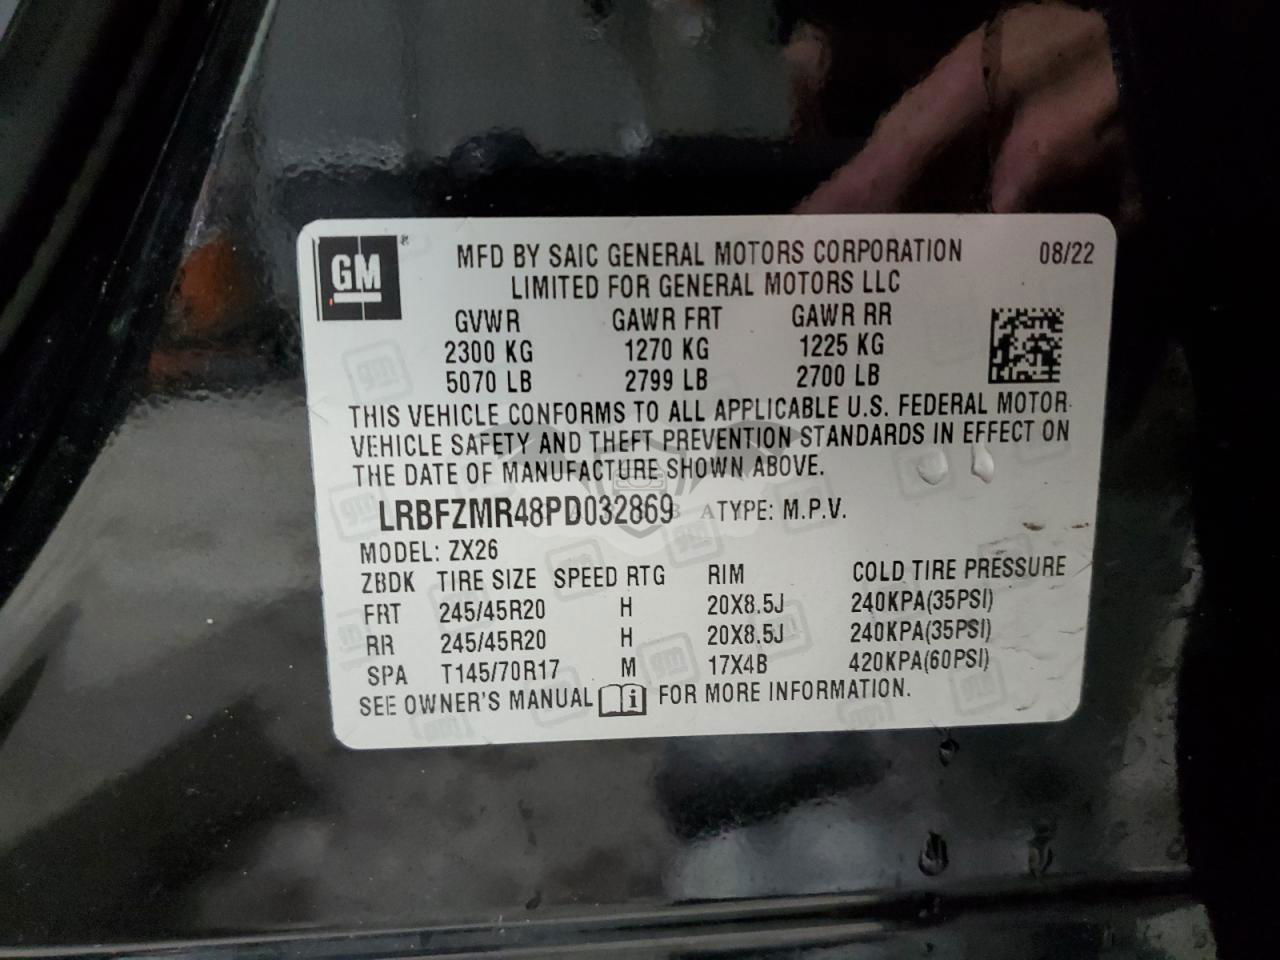 GM ®
MFD BY SAIC GENERAL MOTORS CORPORATION 08/22
LIMITED FOR GENERAL MOTORS LLC
GVWR GAWR FRT GAWR RR
2300 KG 1270 KG 1225 KG
5070 LB 2799 LB 2700 LB
THIS VEHICLE CONFORMS TO ALL APPLICABLE U.S. FEDERAL MOTOR
VEHICLE SAFETY AND THEFT PREVENTION STANDARDS IN EFFECT ON
THE DATE OF MANUFACTURE SHOWN ABOVE.
LRBFZMR48PD032869 TYPE: M.P.V.
MODEL: ZX26
ZBDK TIRE SIZE SPEED RTG RIM COLD TIRE PRESSURE
FRT 245/45R20 H 20X8.5J 240KPA(35PSI)
RR 245/45R20 H 20X8.5J 240KPA(35PSI)
SPA T145/70R17 M 17X4B 420KPA(60PSI)
SEE OWNER'S MANUAL i FOR MORE INFORMATION.